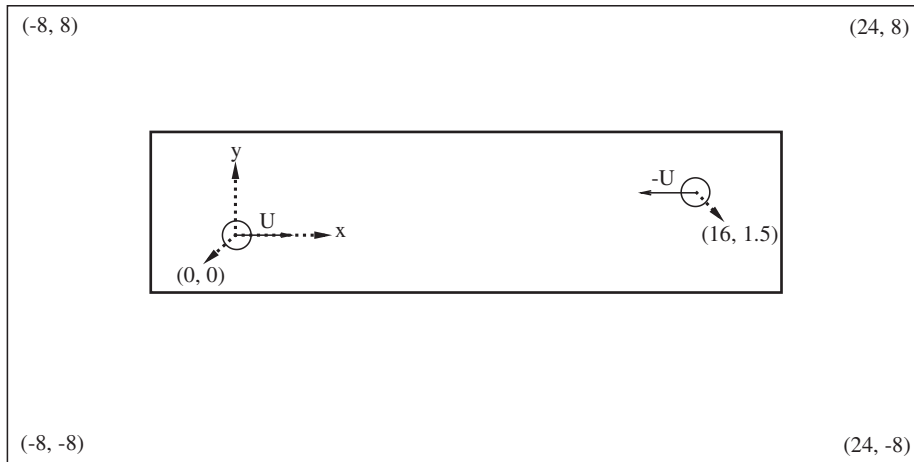 (-8, 8)
(24, 8)
y
-U
U
x
(16, 1.5)
(0, 0)
(-8, -8)
(24, -8)